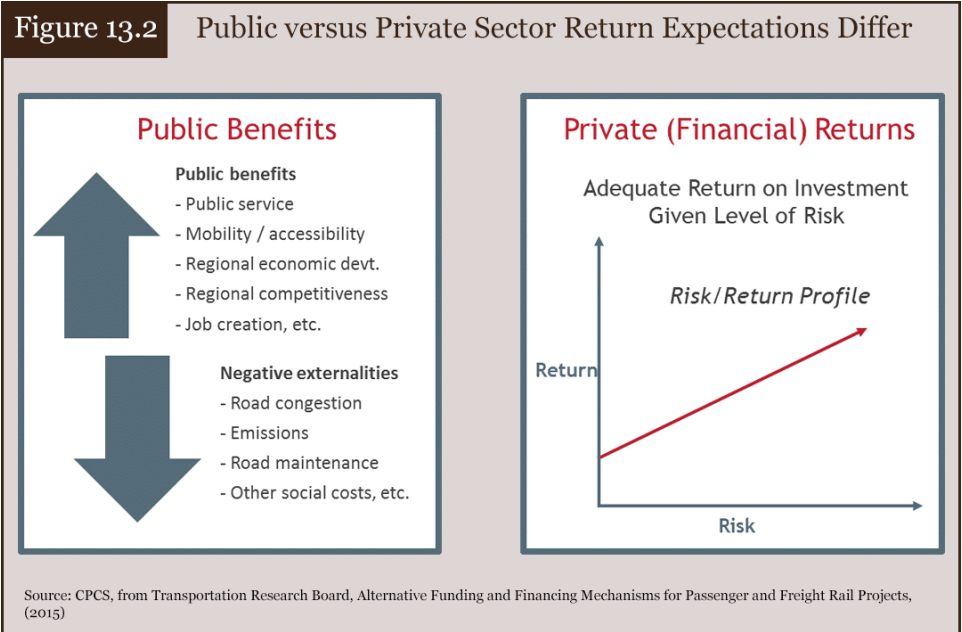 Figure 13.2
Public versus Private Sector Return Expectations Differ
Public Benefits
Public benefits
- Public service
- Mobility / accessibility
- Regional economic devt.
- Regional competitiveness
- Job creation, etc.
Negative externalities
- Road congestion
- Emissions
- Road maintenance
- Other social costs, etc.
Private (Financial) Returns
Adequate Return on Investment
Given Level of Risk
Risk/Return Profile
Return
Risk
Source: CPCS, from Transportation Research Board, Alternative Funding and Financing Mechanisms for Passenger and Freight Rail Projects,
(2015)